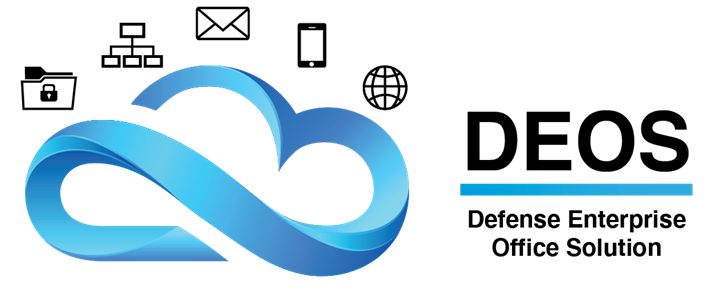 DEOS
Defense Enterprise
Office Solution